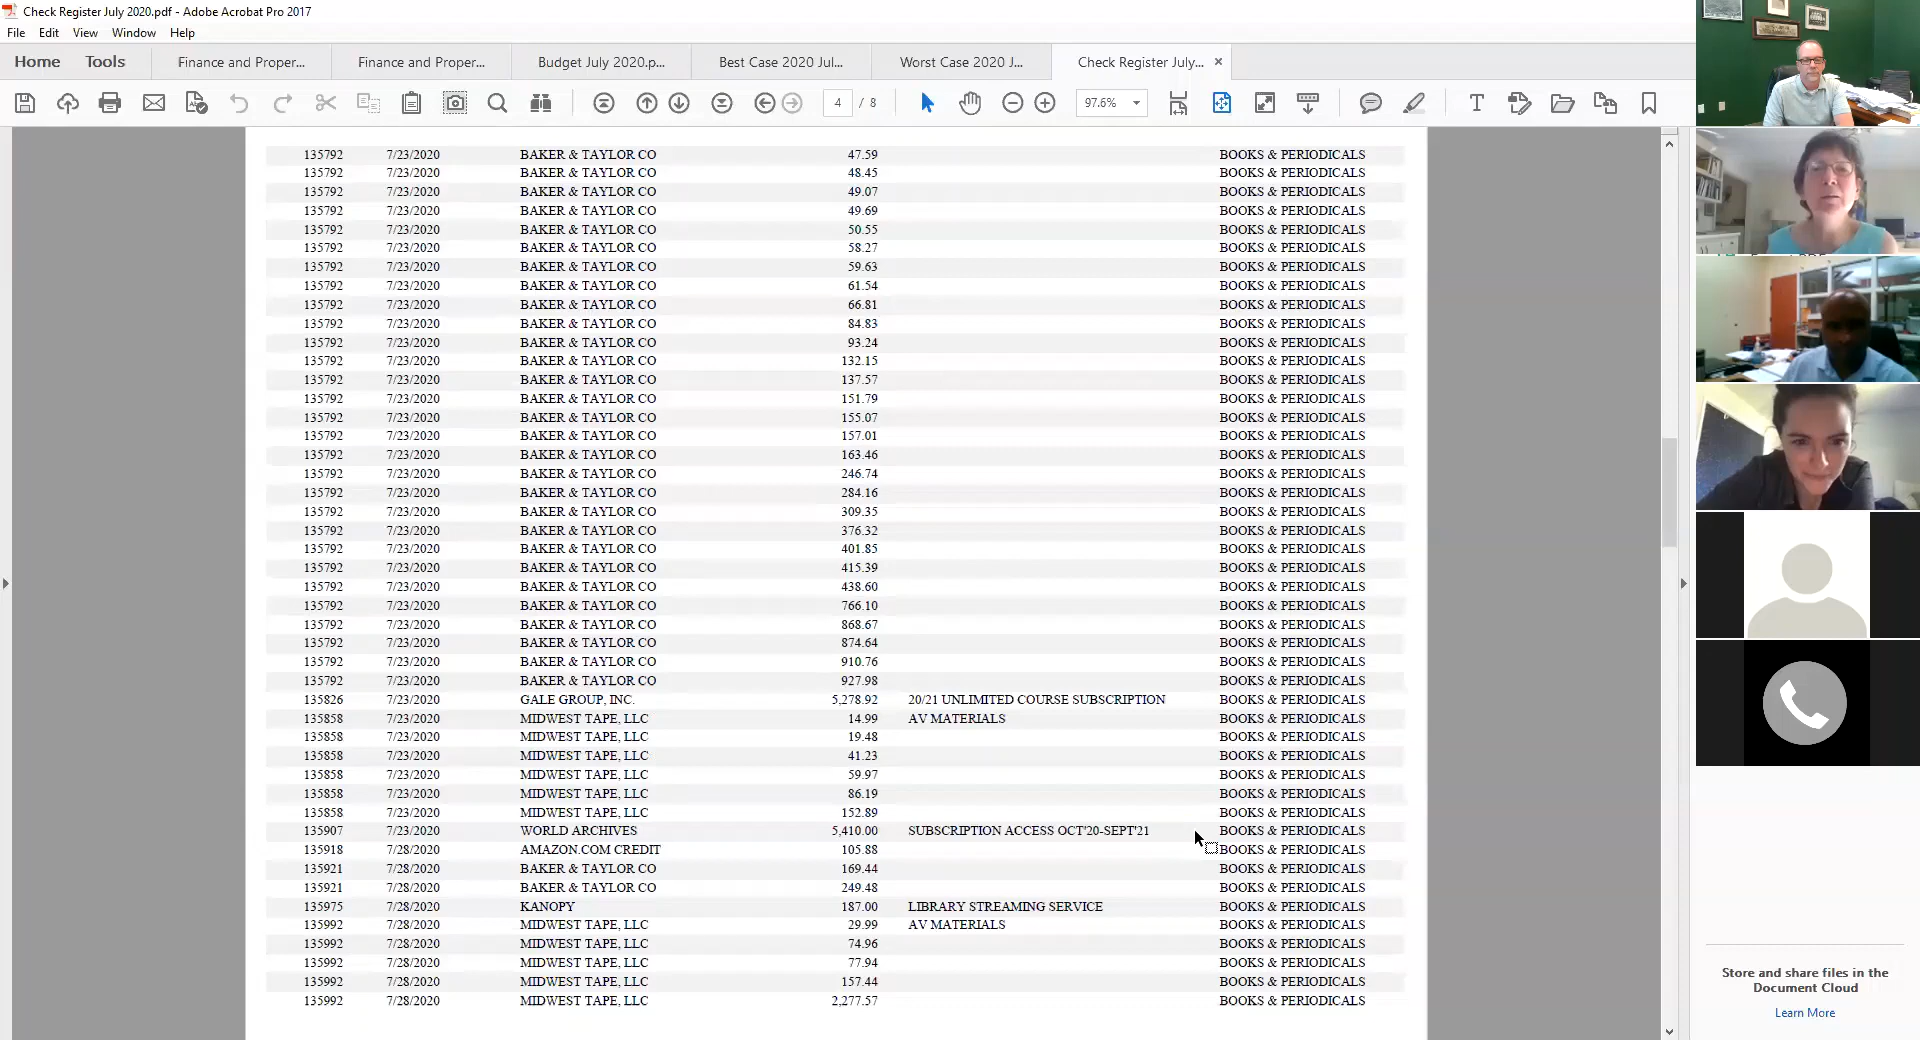 Check Register July 2020.pdf - Adobe Acrobat Pro 2017
File Edit View Window Help
Home Tools Finance and Proper... Finance and Proper... Budget July 2020.p... Best Case 2020 Jul... Worst Case 2020 J... Check Register July... ×
4 / 8 97.6%
135792 7/23/2020 BAKER & TAYLOR CO 47.59 BOOKS & PERIODICALS
135792 7/23/2020 BAKER & TAYLOR CO 48.45 BOOKS & PERIODICALS
135792 7/23/2020 BAKER & TAYLOR CO 49.07 BOOKS & PERIODICALS
135792 7/23/2020 BAKER & TAYLOR CO 49.69 BOOKS & PERIODICALS
135792 7/23/2020 BAKER & TAYLOR CO 50.55 BOOKS & PERIODICALS
135792 7/23/2020 BAKER & TAYLOR CO 58.27 BOOKS & PERIODICALS
135792 7/23/2020 BAKER & TAYLOR CO 59.63 BOOKS & PERIODICALS
135792 7/23/2020 BAKER & TAYLOR CO 61.54 BOOKS & PERIODICALS
135792 7/23/2020 BAKER & TAYLOR CO 66.81 BOOKS & PERIODICALS
135792 7/23/2020 BAKER & TAYLOR CO 84.83 BOOKS & PERIODICALS
135792 7/23/2020 BAKER & TAYLOR CO 93.24 BOOKS & PERIODICALS
135792 7/23/2020 BAKER & TAYLOR CO 132.15 BOOKS & PERIODICALS
135792 7/23/2020 BAKER & TAYLOR CO 137.57 BOOKS & PERIODICALS
135792 7/23/2020 BAKER & TAYLOR CO 151.79 BOOKS & PERIODICALS
135792 7/23/2020 BAKER & TAYLOR CO 155.07 BOOKS & PERIODICALS
135792 7/23/2020 BAKER & TAYLOR CO 157.01 BOOKS & PERIODICALS
135792 7/23/2020 BAKER & TAYLOR CO 163.46 BOOKS & PERIODICALS
135792 7/23/2020 BAKER & TAYLOR CO 246.74 BOOKS & PERIODICALS
135792 7/23/2020 BAKER & TAYLOR CO 284.16 BOOKS & PERIODICALS
135792 7/23/2020 BAKER & TAYLOR CO 309.35 BOOKS & PERIODICALS
135792 7/23/2020 BAKER & TAYLOR CO 376.32 BOOKS & PERIODICALS
135792 7/23/2020 BAKER & TAYLOR CO 401.85 BOOKS & PERIODICALS
135792 7/23/2020 BAKER & TAYLOR CO 415.39 BOOKS & PERIODICALS
135792 7/23/2020 BAKER & TAYLOR CO 438.60 BOOKS & PERIODICALS
135792 7/23/2020 BAKER & TAYLOR CO 766.10 BOOKS & PERIODICALS
135792 7/23/2020 BAKER & TAYLOR CO 868.67 BOOKS & PERIODICALS
135792 7/23/2020 BAKER & TAYLOR CO 874.64 BOOKS & PERIODICALS
135792 7/23/2020 BAKER & TAYLOR CO 910.76 BOOKS & PERIODICALS
135792 7/23/2020 BAKER & TAYLOR CO 927.98 BOOKS & PERIODICALS
135826 7/23/2020 GALE GROUP, INC. 5,278.92 20/21 UNLIMITED COURSE SUBSCRIPTION BOOKS & PERIODICALS
135858 7/23/2020 MIDWEST TAPE, LLC 14.99 AV MATERIALS BOOKS & PERIODICALS
135858 7/23/2020 MIDWEST TAPE, LLC 19.48 BOOKS & PERIODICALS
135858 7/23/2020 MIDWEST TAPE, LLC 41.23 BOOKS & PERIODICALS
135858 7/23/2020 MIDWEST TAPE, LLC 59.97 BOOKS & PERIODICALS
135858 7/23/2020 MIDWEST TAPE, LLC 86.19 BOOKS & PERIODICALS
135858 7/23/2020 MIDWEST TAPE, LLC 152.89 BOOKS & PERIODICALS
135907 7/23/2020 WORLD ARCHIVES 5,410.00 SUBSCRIPTION ACCESS OCT'20-SEPT'21 BOOKS & PERIODICALS
135918 7/28/2020 AMAZON.COM CREDIT 105.88 BOOKS & PERIODICALS
135921 7/28/2020 BAKER & TAYLOR CO 169.44 BOOKS & PERIODICALS
135921 7/28/2020 BAKER & TAYLOR CO 249.48 BOOKS & PERIODICALS
135975 7/28/2020 KANOPY 187.00 LIBRARY STREAMING SERVICE BOOKS & PERIODICALS
135992 7/28/2020 MIDWEST TAPE, LLC 29.99 AV MATERIALS BOOKS & PERIODICALS
135992 7/28/2020 MIDWEST TAPE, LLC 74.96 BOOKS & PERIODICALS
135992 7/28/2020 MIDWEST TAPE, LLC 77.94 BOOKS & PERIODICALS
135992 7/28/2020 MIDWEST TAPE, LLC 157.44 BOOKS & PERIODICALS
135992 7/28/2020 MIDWEST TAPE, LLC 2,277.57 BOOKS & PERIODICALS
Store and share files in the
Document Cloud
Learn More